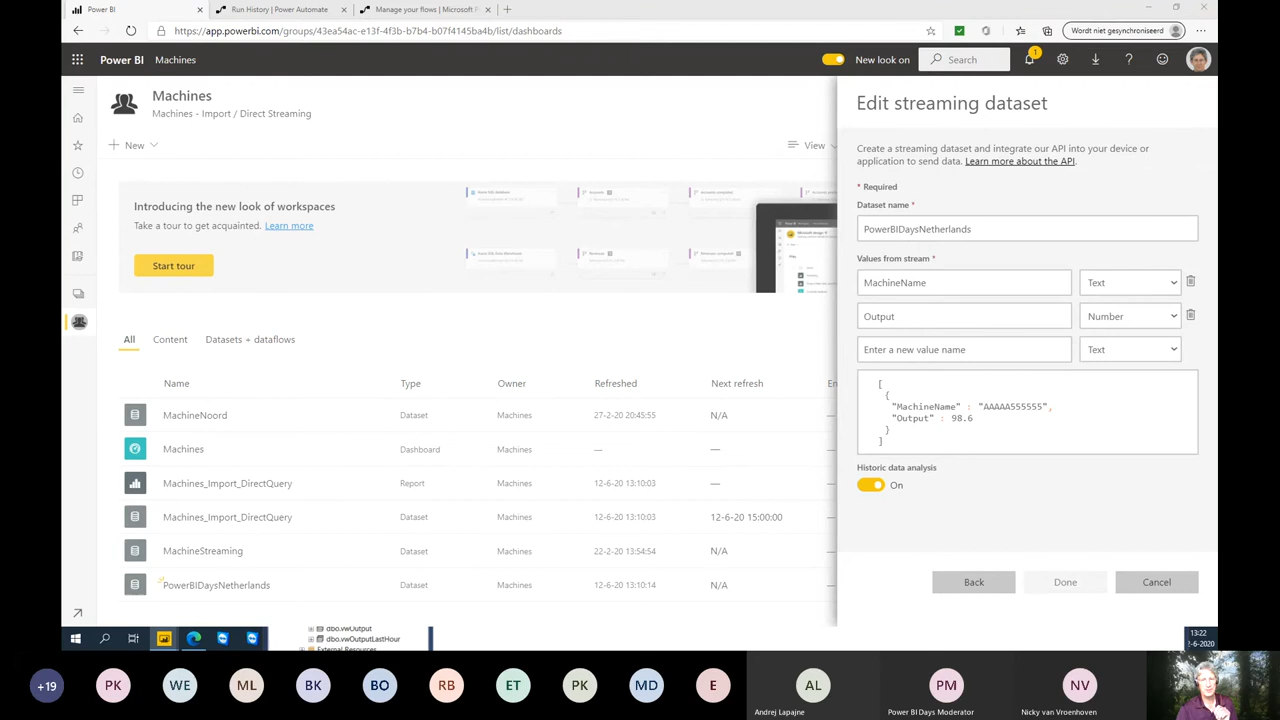 Power BI
Run History | Power Automate
Manage your flows | Microsoft P
https://app.powerbi.com/groups/43ea54ac-e13f-4f3b-b7b4-b07f4145ba4b/list/dashboards
Wordt niet gesynchroniseerd
Power BI
Machines
New look on
Search
1
Machines
Machines - Import / Direct Streaming
New
View
Introducing the new look of workspaces
Take a tour to get acquainted. Learn more
Start tour
All
Content
Datasets + dataflows
Name
Type
Owner
Refreshed
Next refresh
En
MachineNoord
Dataset
Machines
27-2-20 20:45:55
N/A
—
Machines
Dashboard
Machines
—
—
—
Machines_Import_DirectQuery
Report
Machines
12-6-20 13:10:03
—
—
Machines_Import_DirectQuery
Dataset
Machines
12-6-20 13:10:03
12-6-20 15:00:00
—
MachineStreaming
Dataset
Machines
22-2-20 13:54:54
N/A
—
PowerBIDaysNetherlands
Dataset
Machines
12-6-20 13:10:14
N/A
—
Edit streaming dataset
Create a streaming dataset and integrate our API into your device or
application to send data. Learn more about the API.
* Required
Dataset name *
PowerBIDaysNetherlands
Values from stream *
MachineName
Text
Output
Number
Enter a new value name
Text
[
{
"MachineName" : "AAAAA555555",
"Output" : 98.6
}
]
Historic data analysis
On
Back
Done
Cancel
dbo.vwOutput
dbo.vwOutputLastHour
External Resources
13:22
2-6-2020
+19
PK
WE
ML
BK
BO
RB
ET
PK
MD
E
AL
Andrej Lapajne
PM
Power BI Days Moderator
NV
Nicky van Vroenhoven